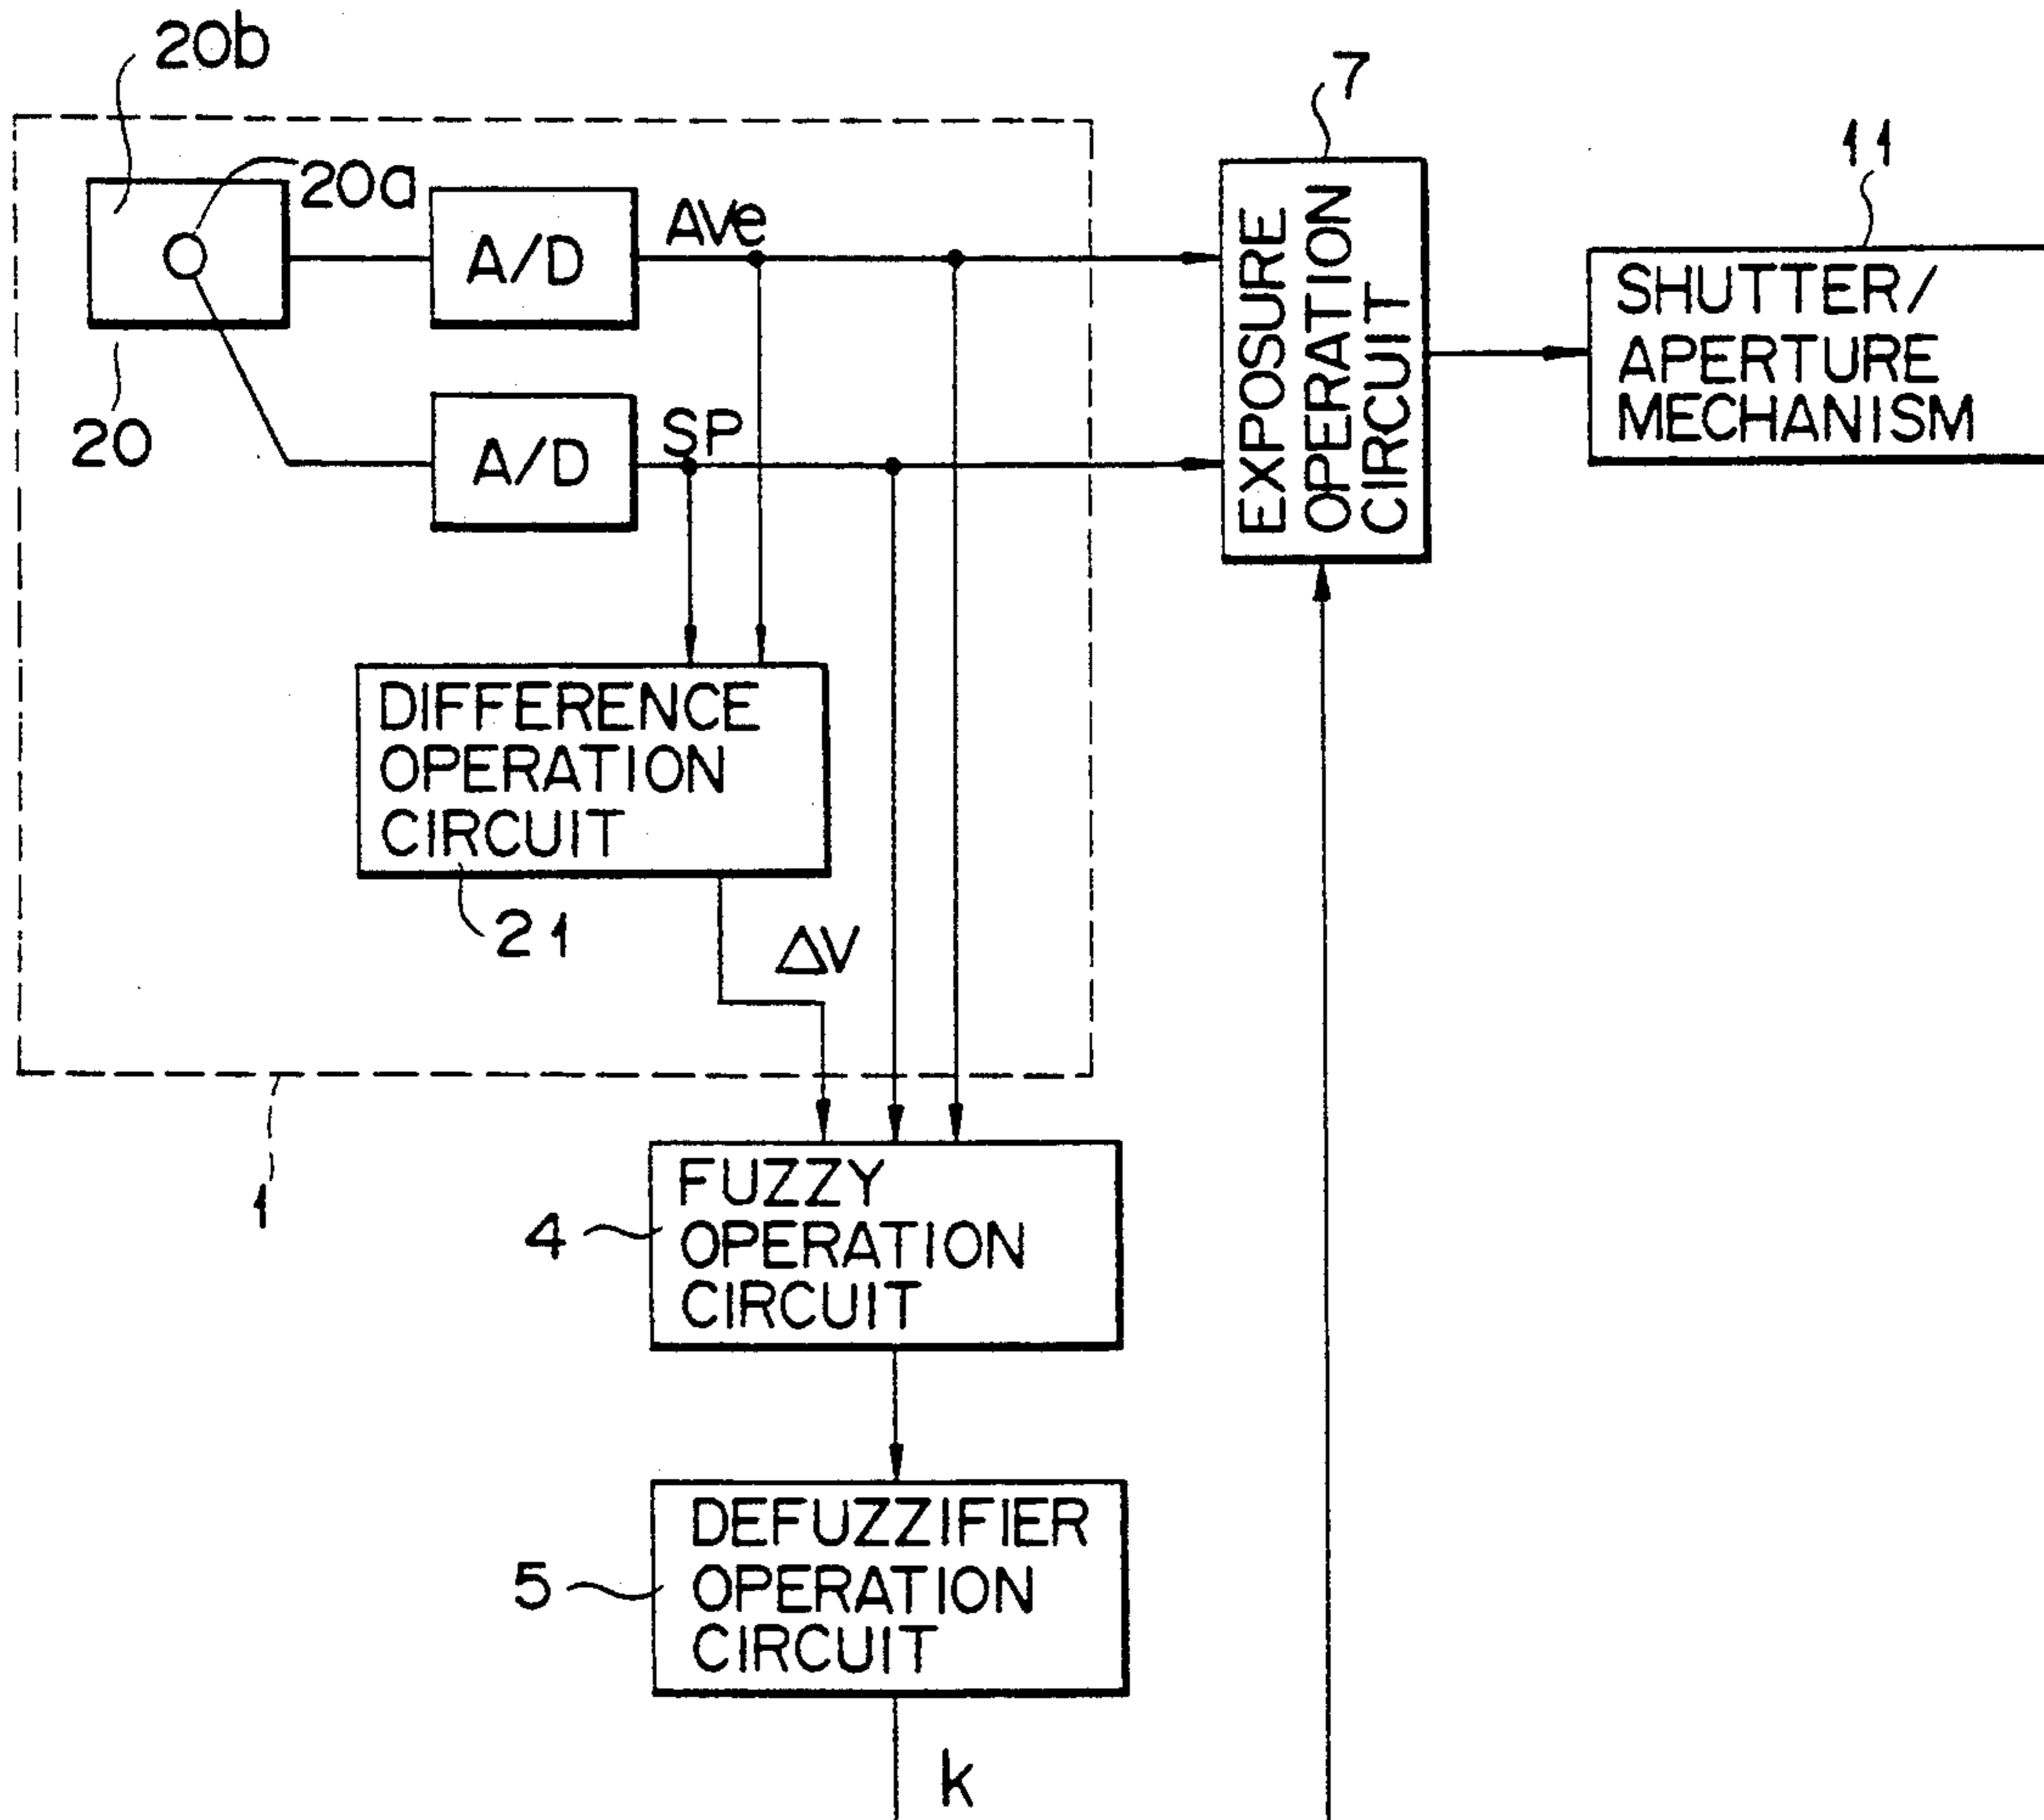 20b
7
11
20a
A/D
AVe
EXPOSURE
OPERATION
CIRCUIT
SHUTTER/
APERTURE
MECHANISM
20
A/D
SP
DIFFERENCE
OPERATION
CIRCUIT
21
ΔV
1
4
FUZZY
OPERATION
CIRCUIT
5
DEFUZZIFIER
OPERATION
CIRCUIT
k